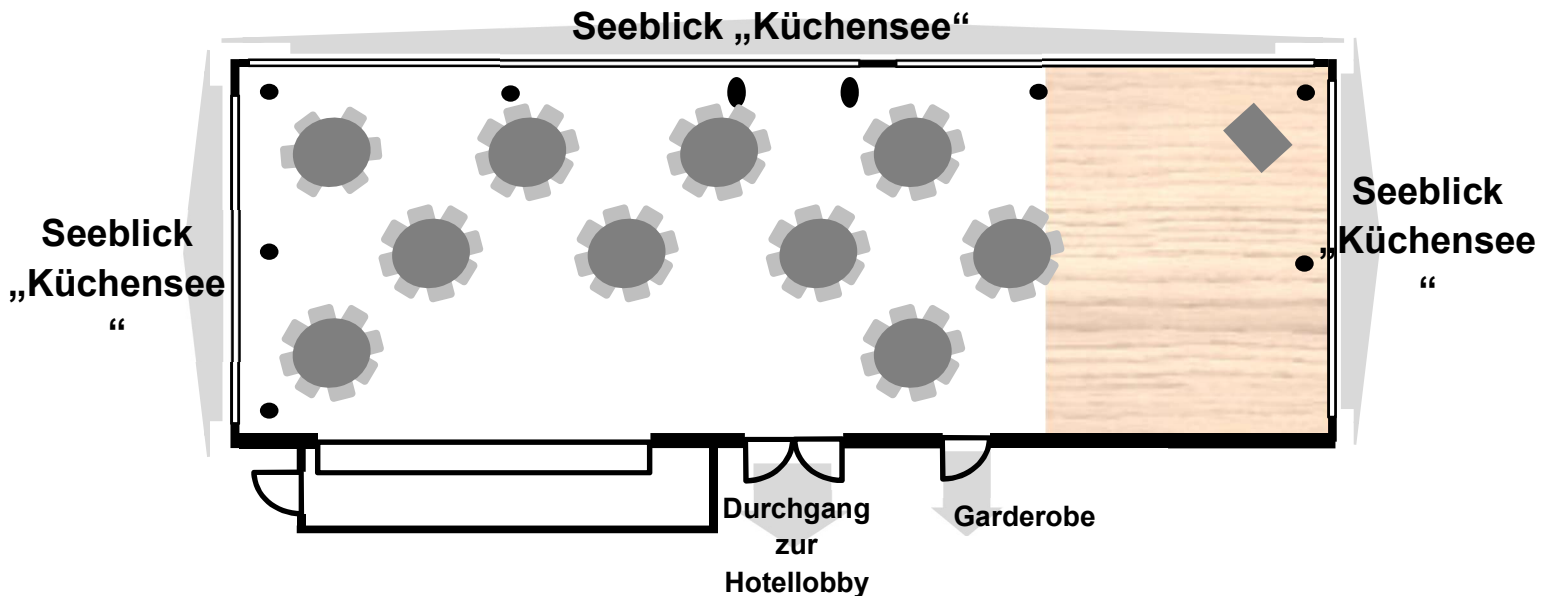 Seeblick „Küchensee“
Seeblick
„Küchensee
“
Seeblick
„Küchensee
“
Durchgang
zur
Hotellobby
Garderobe